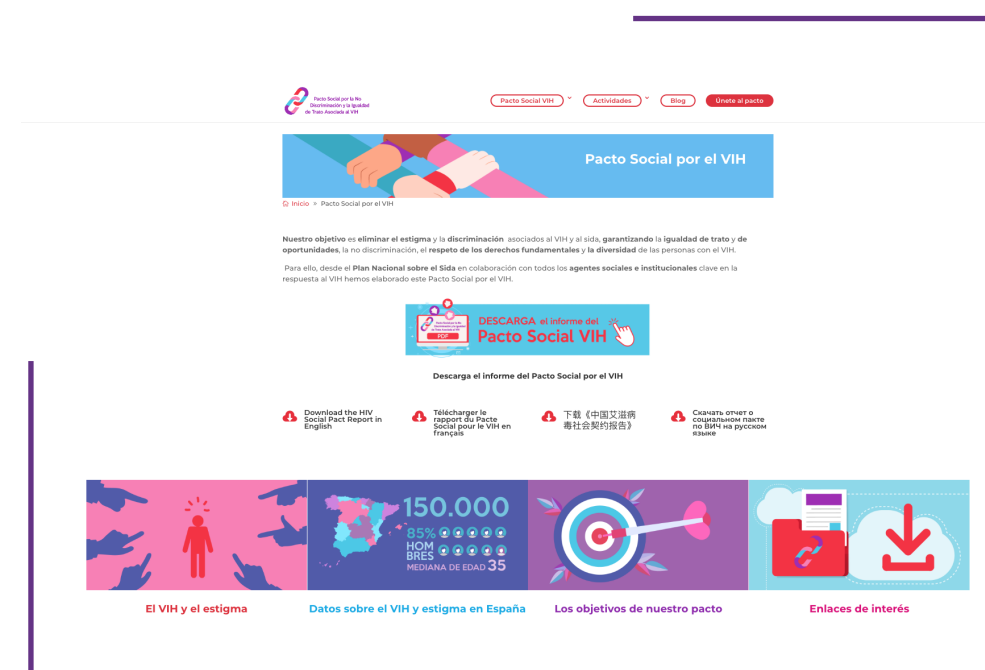 Pacto Social por la No
Discriminación y la Igualdad
de Trato Asociada al VIH
Pacto Social VIH
Actividades
Blog
Únete al pacto
Pacto Social por el VIH
Inicio » Pacto Social por el VIH
Nuestro objetivo es eliminar el estigma y la discriminación asociados al VIH y al sida, garantizando la igualdad de trato y de
oportunidades, la no discriminación, el respeto de los derechos fundamentales y la diversidad de las personas con el VIH.
Para ello, desde el Plan Nacional sobre el Sida en colaboración con todos los agentes sociales e institucionales clave en la
respuesta al VIH hemos elaborado este Pacto Social por el VIH.
PDF
DESCARGA el informe del
Pacto Social VIH
Descarga el informe del Pacto Social por el VIH
Download the HIV
Social Pact Report in
English
Télécharger le
rapport du Pacte
Social pour le VIH en
français
下载《中国艾滋病
毒社会契约报告》
Скачать отчет о
социальном пакте
по ВИЧ на русском
языке
150.000
85%
HOM
BRES
MEDIANA DE EDAD 35
El VIH y el estigma
Datos sobre el VIH y estigma en España
Los objetivos de nuestro pacto
Enlaces de interés